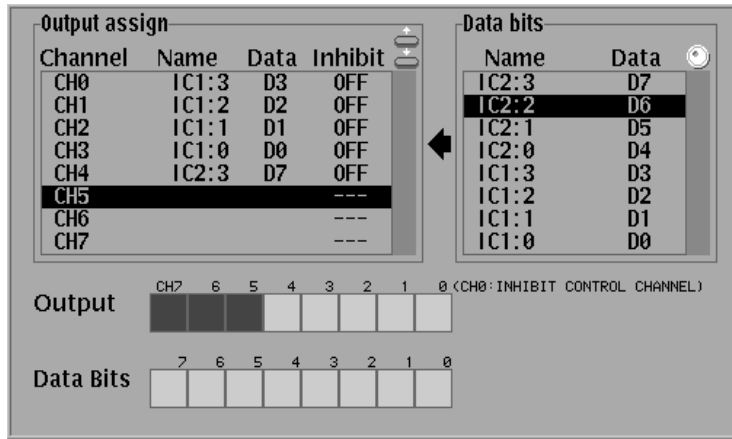 Output assign
Channel Name Data Inhibit
CH0 IC1:3 D3 OFF
CH1 IC1:2 D2 OFF
CH2 IC1:1 D1 OFF
CH3 IC1:0 D0 OFF
CH4 IC2:3 D7 OFF
CH5 ---
CH6 ---
CH7 ---
Data bits
Name Data
IC2:3 D7
IC2:2 D6
IC2:1 D5
IC2:0 D4
IC1:3 D3
IC1:2 D2
IC1:1 D1
IC1:0 D0
CH7 6 5 4 3 2 1 0 (CH0:INHIBIT CONTROL CHANNEL)
Output
7 6 5 4 3 2 1 0
Data Bits